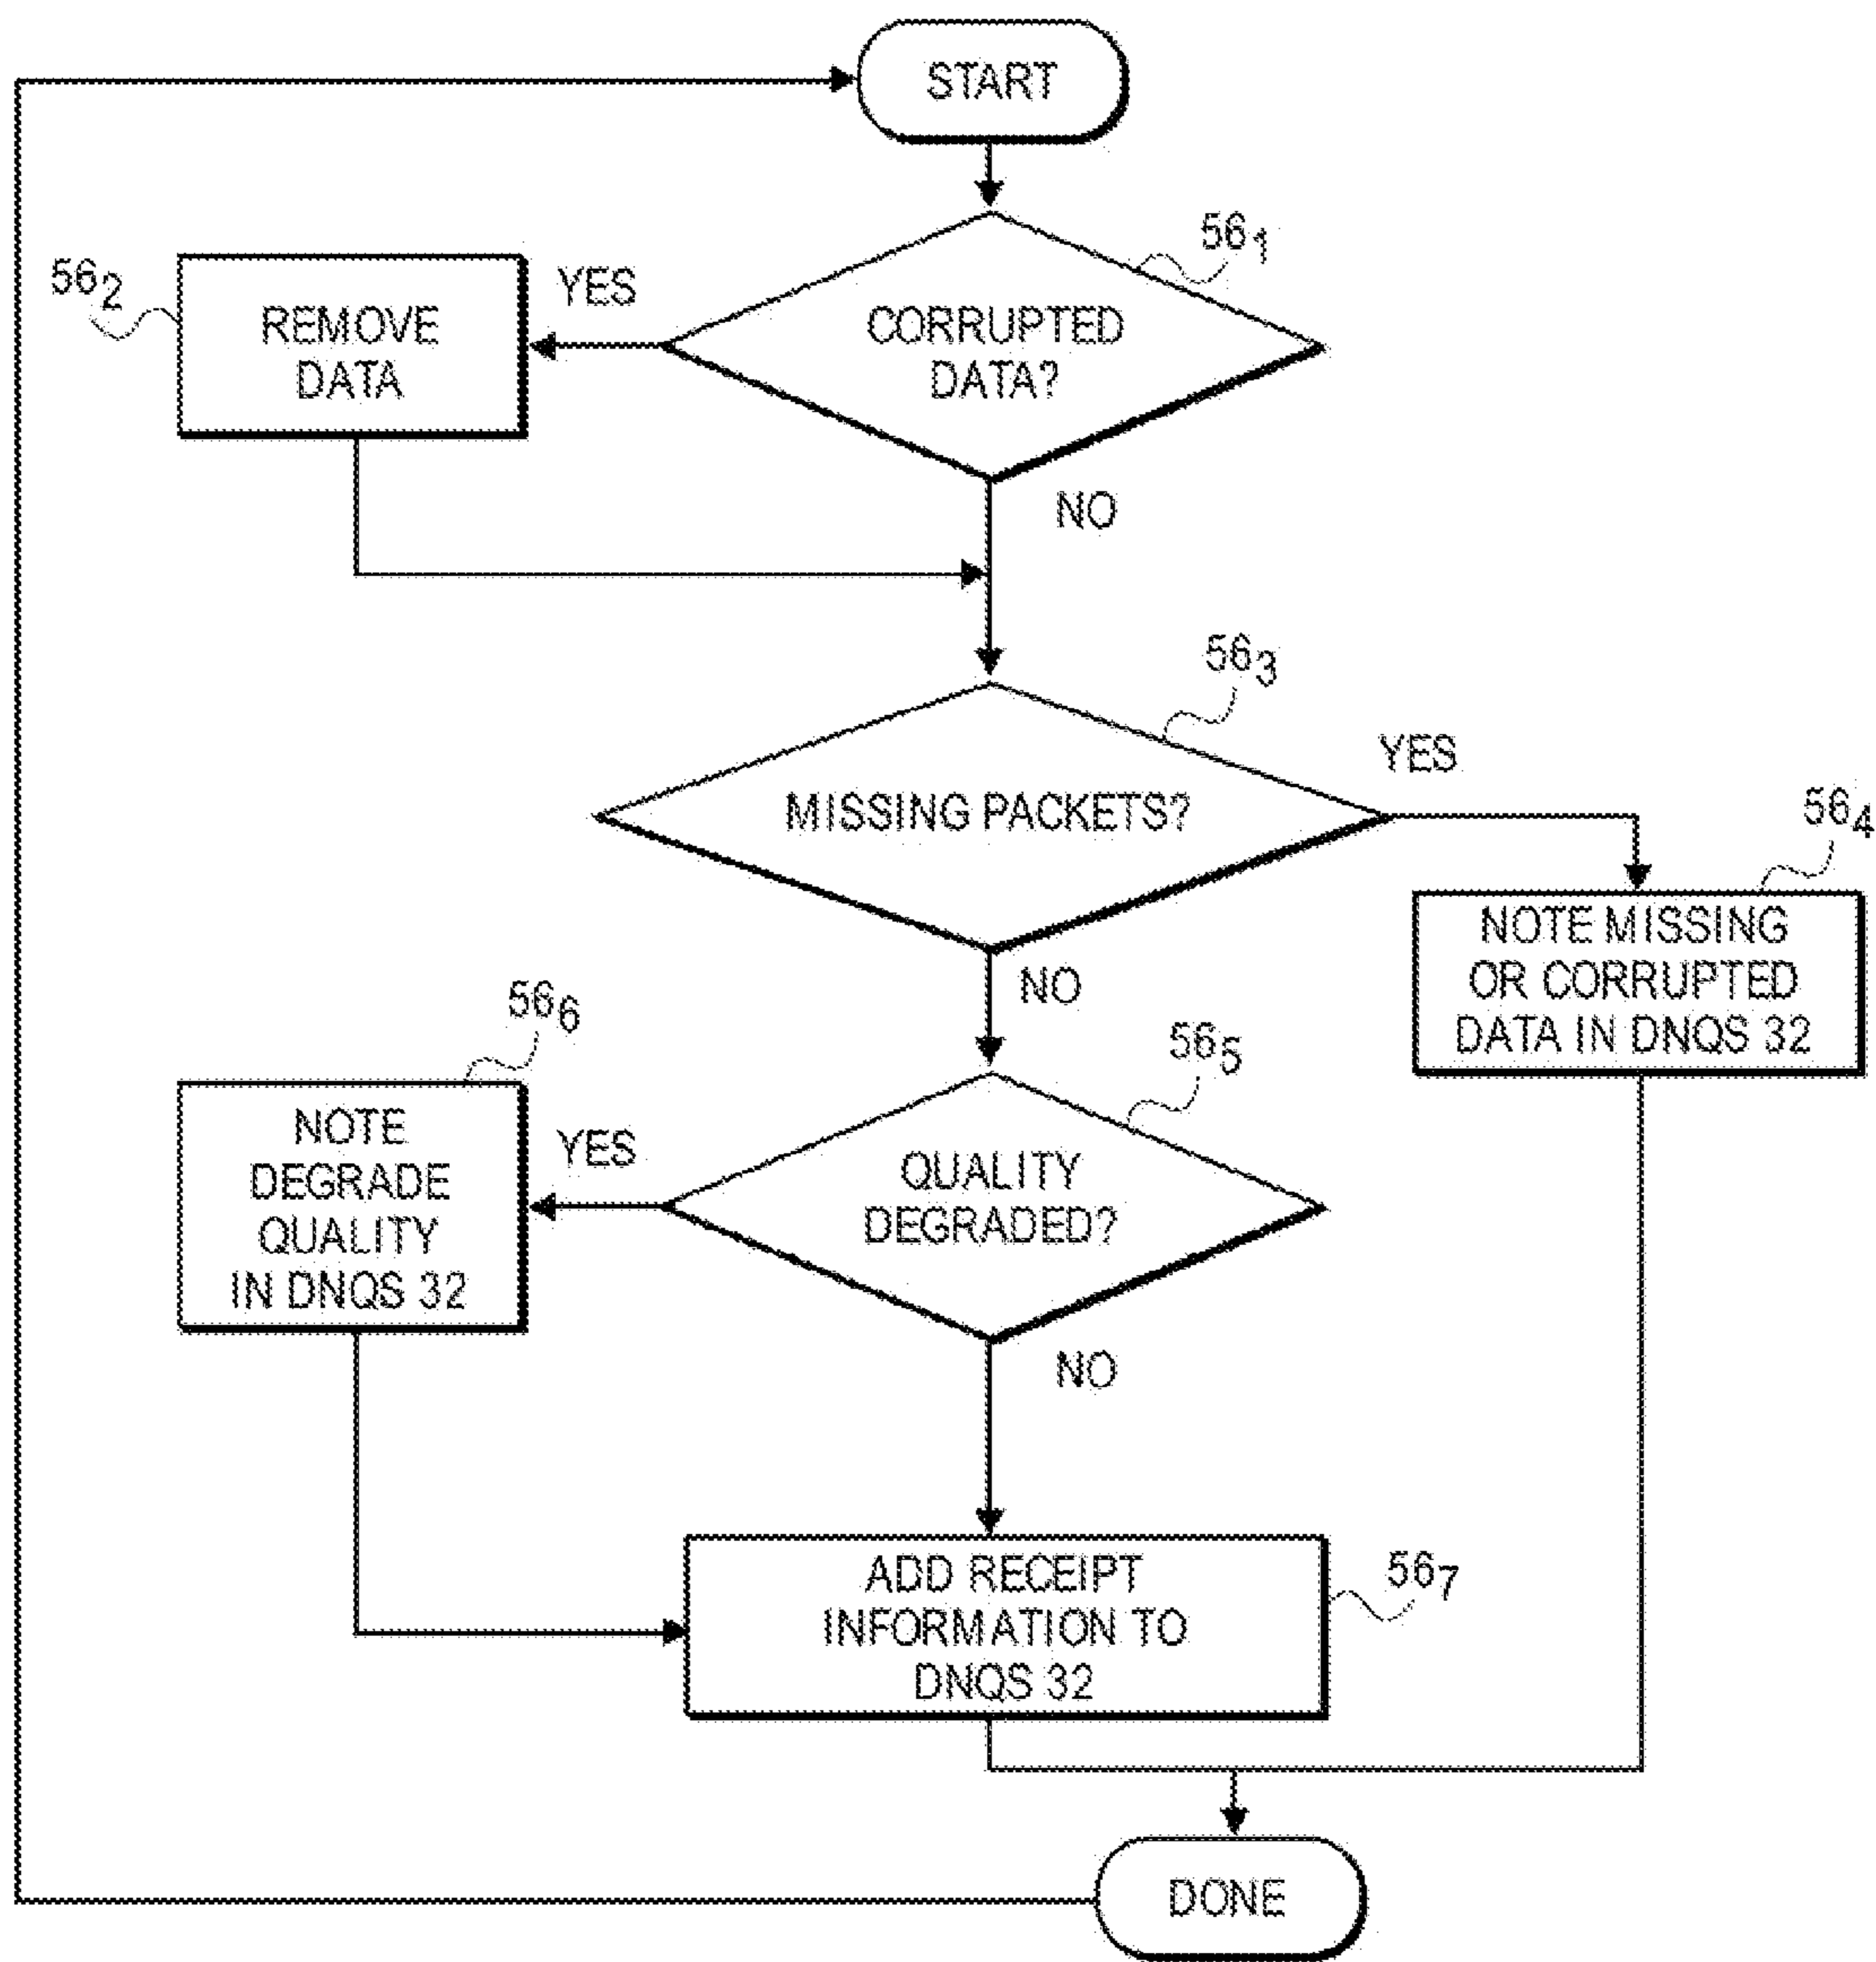 START
56₁
CORRUPTED
DATA?
YES
56₂
REMOVE
DATA
NO
56₃
MISSING PACKETS?
YES
56₄
NOTE MISSING
OR CORRUPTED
DATA IN DNQS 32
NO
56₅
QUALITY
DEGRADED?
YES
56₆
NOTE
DEGRADE
QUALITY
IN DNQS 32
NO
56₇
ADD RECEIPT
INFORMATION TO
DNQS 32
DONE